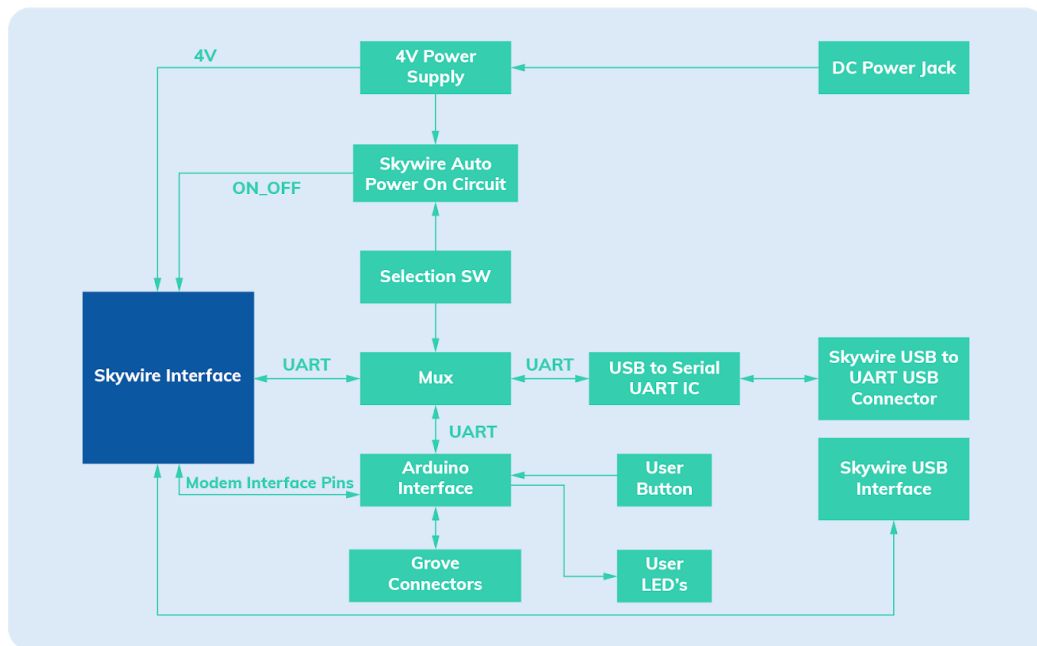 4V
4V Power
Supply
DC Power Jack
Skywire Auto
Power On Circuit
ON_OFF
Selection SW
Skywire Interface
UART
Mux
UART
USB to Serial
UART IC
Skywire USB to
UART USB
Connector
UART
Modem Interface Pins
Arduino
Interface
User
Button
Skywire USB
Interface
Grove
Connectors
User
LED's